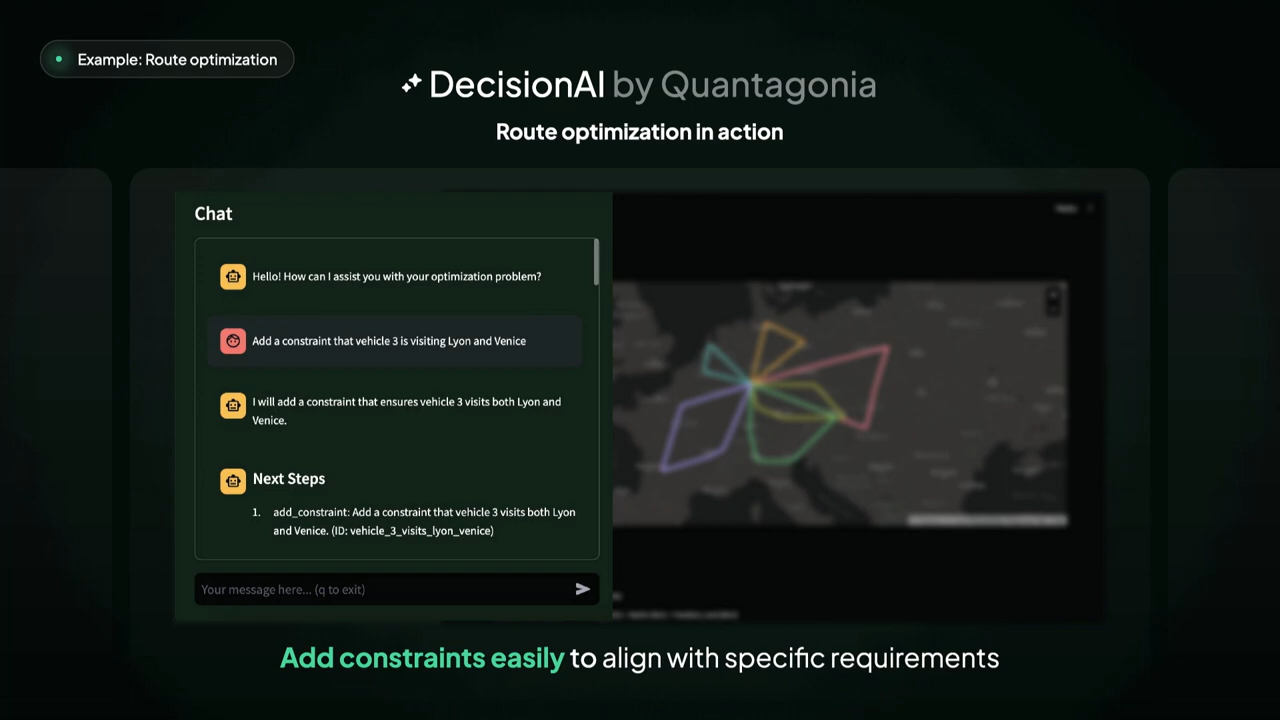 Example: Route optimization
DecisionAI by Quantagonia
Route optimization in action
Chat
Hello! How can I assist you with your optimization problem?
Add a constraint that vehicle 3 is visiting Lyon and Venice
I will add a constraint that ensures vehicle 3 visits both Lyon and
Venice.
Next Steps
1. add_constraint: Add a constraint that vehicle 3 visits both Lyon
and Venice. (ID: vehicle_3_visits_lyon_venice)
Your message here... (q to exit)
Add constraints easily to align with specific requirements